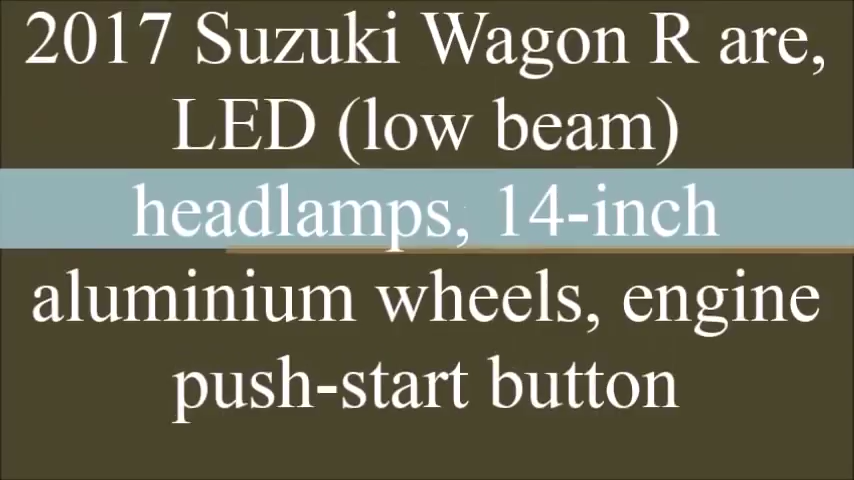 2017 Suzuki Wagon R are,
LED (low beam)
headlamps, 14-inch
aluminium wheels, engine
push-start button